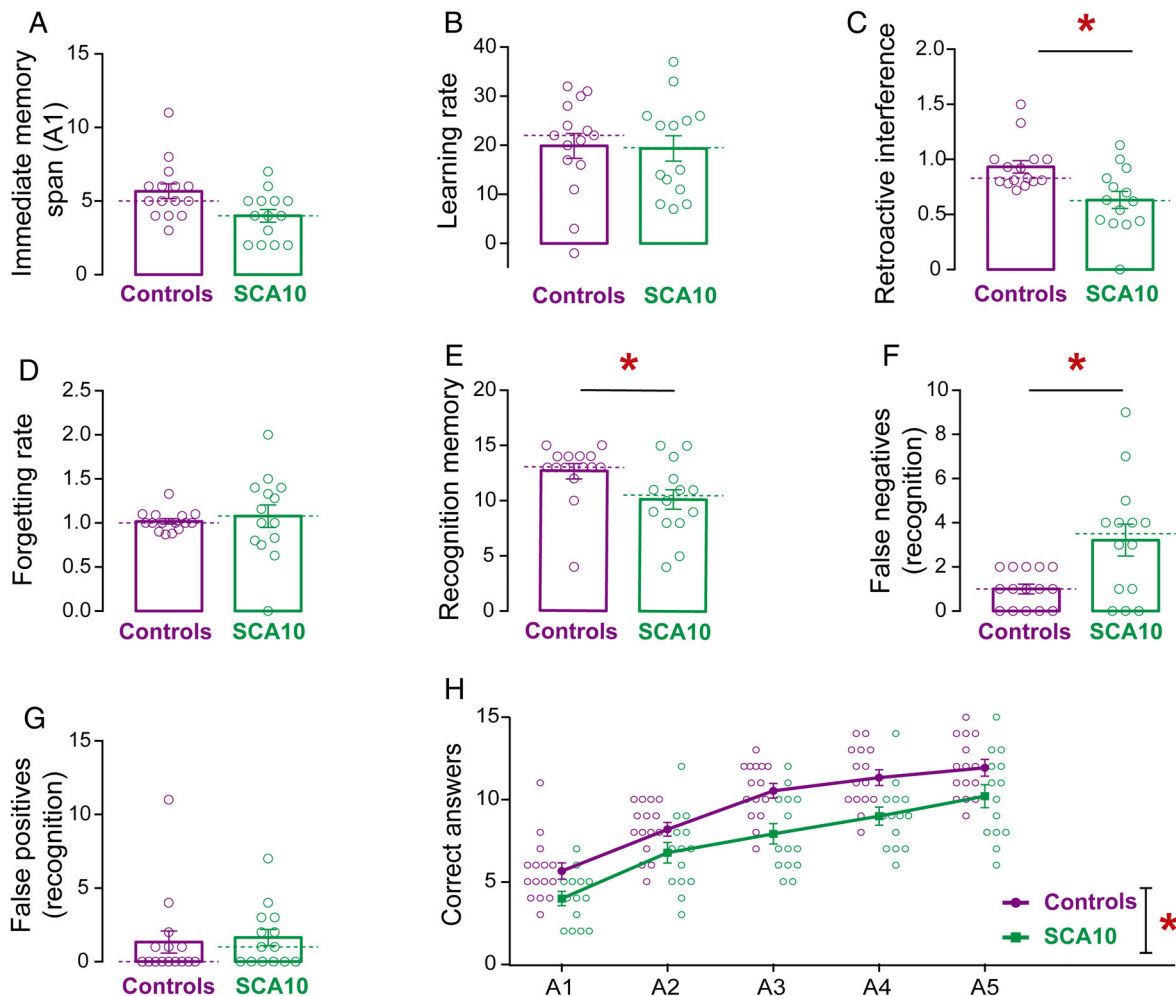 A
Immediate memory
span (A1)
15
10
5
0
Controls SCA10
B
Learning rate
40
30
20
10
0
Controls SCA10
C
Retroactive interference
2.0
1.5
1.0
0.5
0
*
Controls SCA10
D
Forgetting rate
2.5
2.0
1.5
1.0
0.5
0.0
Controls SCA10
E
Recognition memory
20
15
10
5
0
*
Controls SCA10
F
False negatives
(recognition)
10
8
6
4
2
0
*
Controls SCA10
G
False positives
(recognition)
15
10
5
0
Controls SCA10
H
Correct answers
15
10
5
0
A1 A2 A3 A4 A5
Controls
SCA10
*